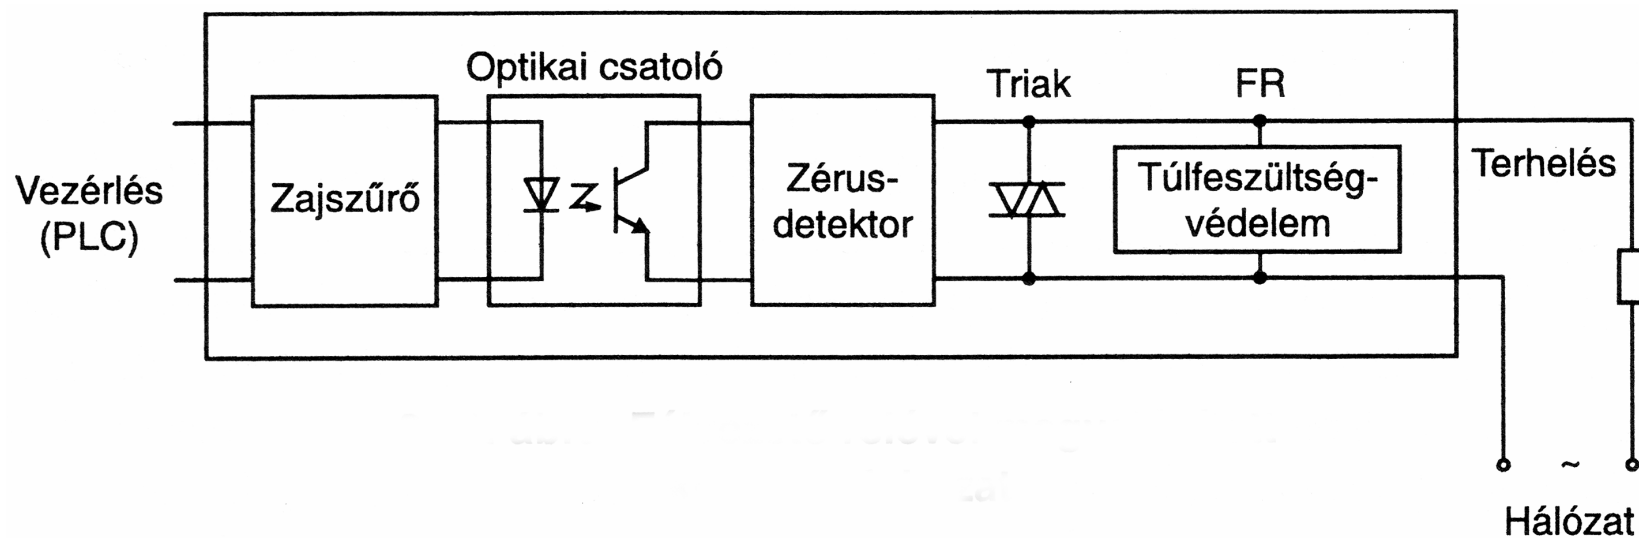 Optikai csatoló
Triak
FR
Vezérlés
(PLC)
Zajszűrő
Zérus-
detektor
Túlfeszültség-
védelem
Terhelés
~
Hálózat